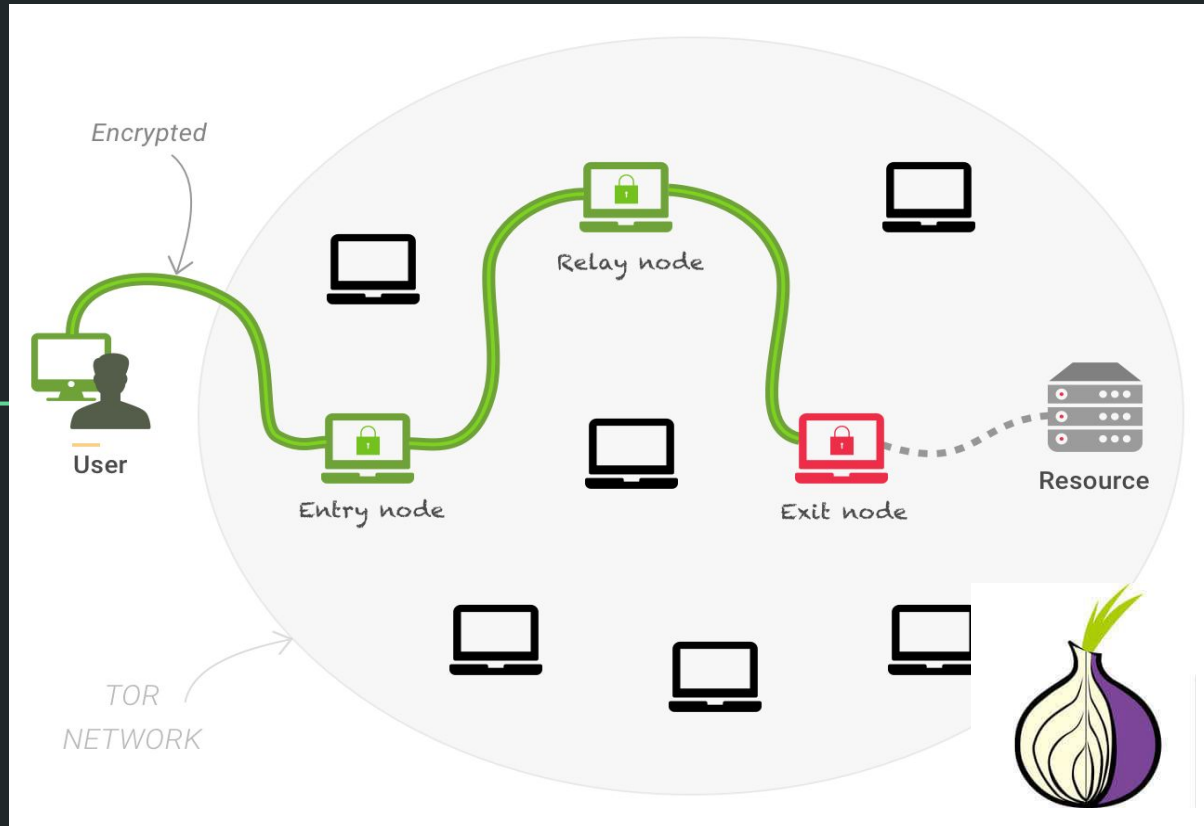 Encrypted
Relay node
User
Entry node
Exit node
Resource
TOR
NETWORK